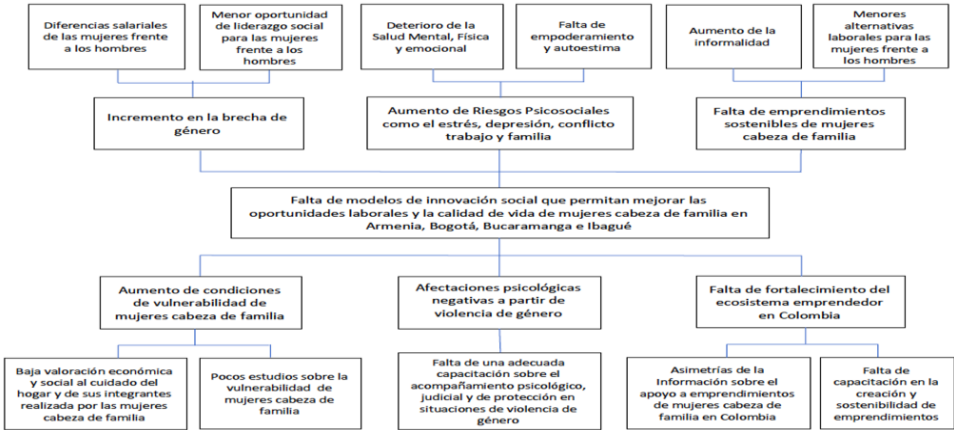 Diferencias salariales
de las mujeres frente
a los hombres
Menor oportunidad
de liderazgo social
para las mujeres
frente a los
hombres
Deterioro de la
Salud Mental, Física
y emocional
Falta de
empoderamiento y
autoestima
Aumento de la
informalidad
Menores
alternativas
laborales para las
mujeres frente a
los hombres
Incremento en la brecha de
género
Aumento de Riesgos Psicosociales
como el estrés, depresión, conflicto
trabajo y familia
Falta de emprendimientos
sostenibles de mujeres
cabeza de familia
Falta de modelos de innovación social que permitan mejorar las
oportunidades laborales y la calidad de vida de mujeres cabeza de familia en
Armenia, Bogotá, Bucaramanga e Ibagué
Aumento de condiciones
de vulnerabilidad de
mujeres cabeza de familia
Afectaciones psicológicas
negativas a partir de
violencia de género
Falta de fortalecimiento del
ecosistema emprendedor
en Colombia
Baja valoración económica
y social al cuidado del
hogar y de sus integrantes
realizada por las mujeres
cabeza de familia
Pocos estudios sobre la
vulnerabilidad de
mujeres cabeza de
familia
Falta de una adecuada
capacitación sobre el
acompañamiento psicológico,
judicial y de protección en
situaciones de violencia de
género
Asimetrías de la
Información sobre el
apoyo a emprendimientos
de mujeres cabeza de
familia en Colombia
Falta de
capacitación en la
creación y
sostenibilidad de
emprendimientos